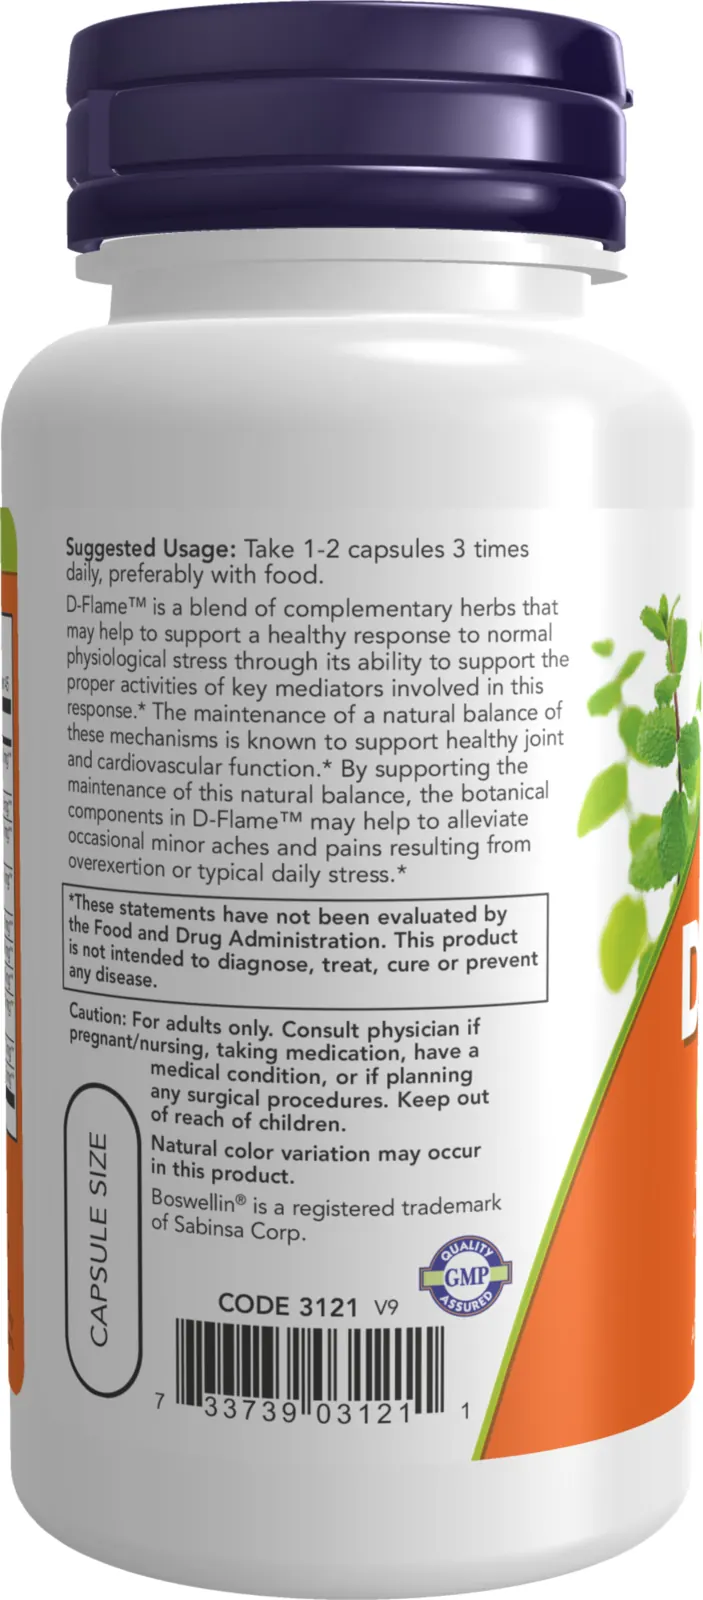 Suggested Usage: Take 1-2 capsules 3 times
daily, preferably with food.
D-Flame™ is a blend of complementary herbs that
may help to support a healthy response to normal
physiological stress through its ability to support the
proper activities of key mediators involved in this
response.* The maintenance of a natural balance of
these mechanisms is known to support healthy joint
and cardiovascular function.* By supporting the
maintenance of this natural balance, the botanical
components in D-Flame™ may help to alleviate
occasional minor aches and pains resulting from
overexertion or typical daily stress.*
*These statements have not been evaluated by
the Food and Drug Administration. This product
is not intended to diagnose, treat, cure or prevent
any disease.
Caution: For adults only. Consult physician if
pregnant/nursing, taking medication, have a
medical condition, or if planning
any surgical procedures. Keep out
of reach of children.
Natural color variation may occur
in this product.
Boswellin® is a registered trademark
of Sabinsa Corp.
CAPSULE SIZE
QUALITY
GMP
ASSURED
CODE 3121 V9
7 33739 03121 1
D